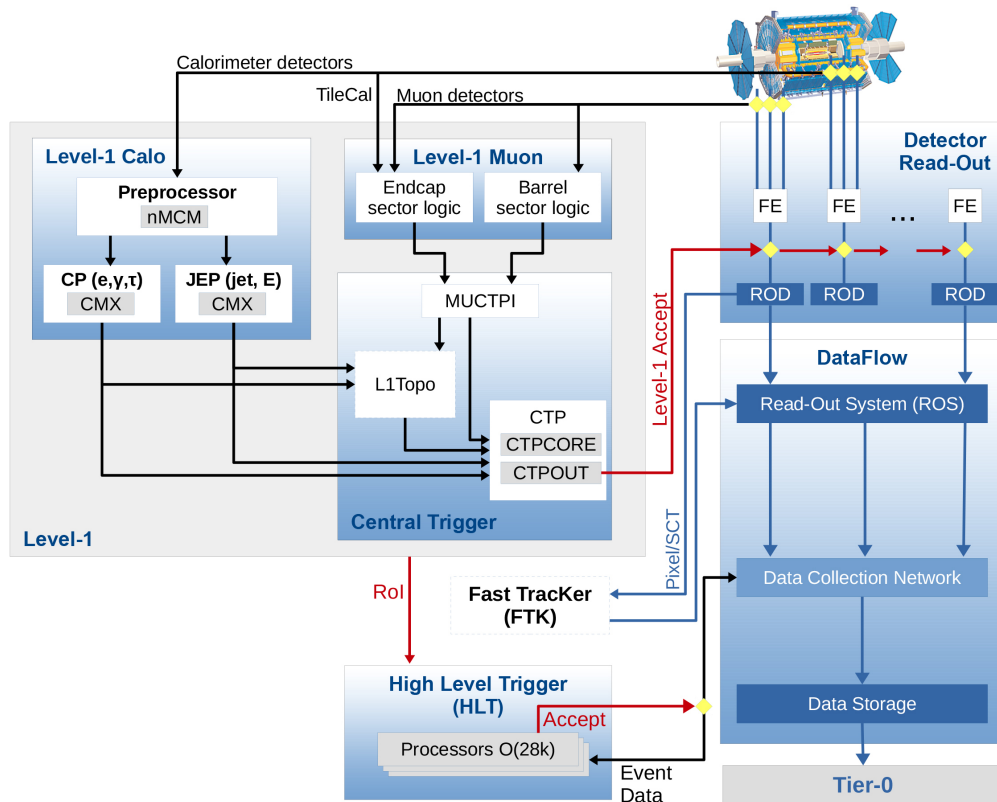 Calorimeter detectors
TileCal
Muon detectors
Detector
Read-Out
Level-1 Calo
Preprocessor
nMCM
CP (e,γ,τ)
CMX
JEP (jet, E)
CMX
Level-1 Muon
Endcap
sector logic
Barrel
sector logic
MUCTPI
L1Topo
CTP
CTPCORE
CTPOUT
Central Trigger
Level-1
Level-1 Accept
FE
FE
...
FE
ROD
ROD
ROD
DataFlow
Read-Out System (ROS)
Pixel/SCT
Data Collection Network
RoI
Fast TracKer
(FTK)
High Level Trigger
(HLT)
Accept
Processors O(28k)
Event
Data
Data Storage
Tier-0